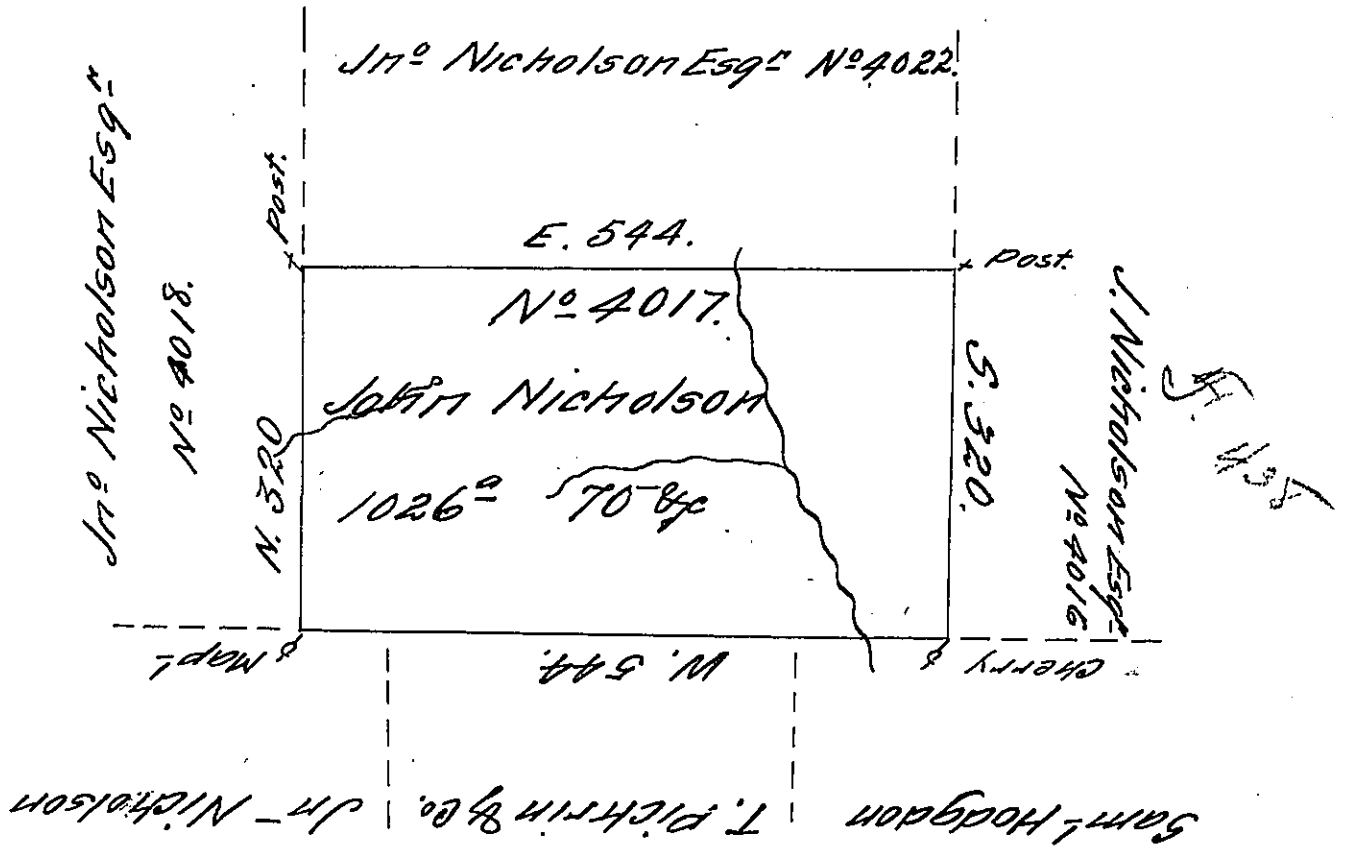 Jnº Nicholson Esqr Nº 4022.
Jnº Nicholson Esqr
Nº 4018.
Post.
Post.
E. 544.
Nº 4017.
John Nicholson
1026a 70 ps
N. 320
S. 320.
J. Nicholson Esqr
Nº 4016
Mapl
W. 544.
Cherry
Saml Hodgdon
T. Pickrin & Co.
Jn Nicholson